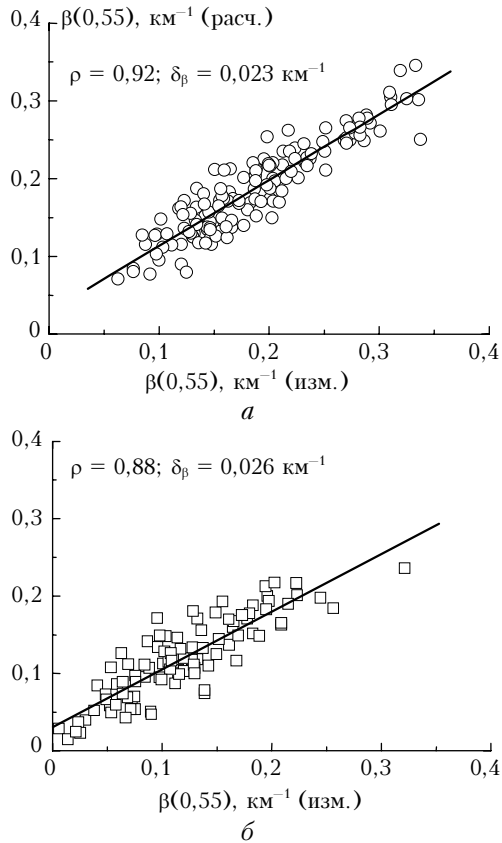 β(0,55), км⁻¹ (расч.)
0,4
ρ = 0,92; δβ = 0,023 км⁻¹
0,3
0,2
0,1
0
0 0,1 0,2 0,3 0,4
β(0,55), км⁻¹ (изм.)
а
0,4
ρ = 0,88; δβ = 0,026 км⁻¹
0,3
0,2
0,1
0
0 0,1 0,2 0,3 0,4
β(0,55), км⁻¹ (изм.)
б